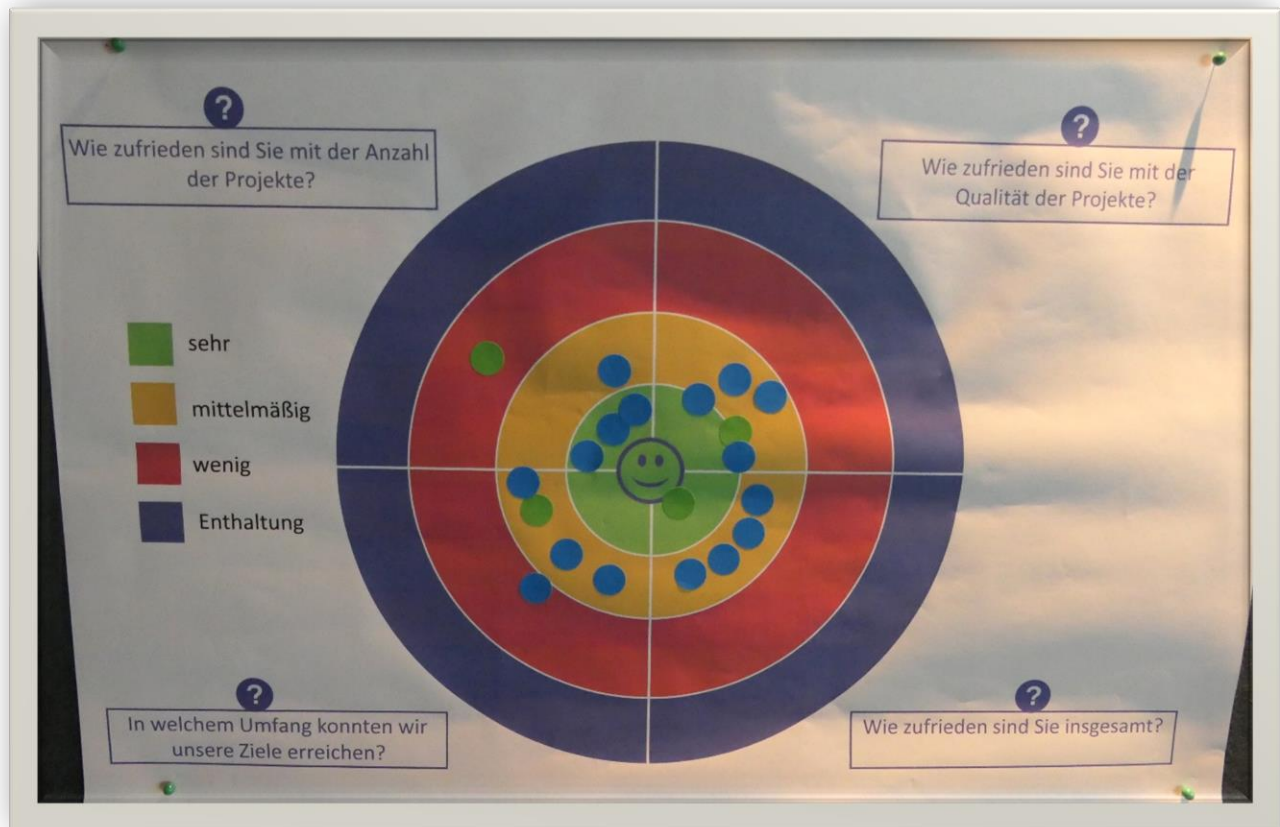 ?
Wie zufrieden sind Sie mit der Anzahl
der Projekte?
?
Wie zufrieden sind Sie mit der
Qualität der Projekte?
sehr
mittelmäßig
wenig
Enthaltung
?
In welchem Umfang konnten wir
unsere Ziele erreichen?
?
Wie zufrieden sind Sie insgesamt?